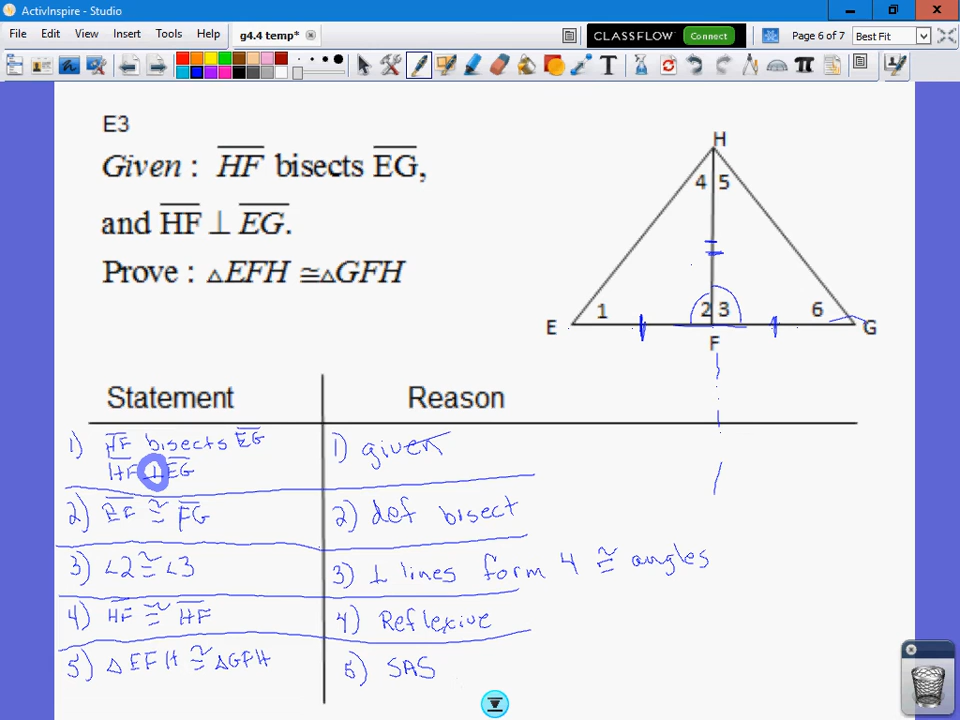 ActivInspire - Studio
File Edit View Insert Tools Help g4.4 temp* CLASSFLOW Connect Page 6 of 7 Best Fit
E3
Given : HF bisects EG,
and HF ⊥ EG.
Prove : △EFH ≅ △GFH
H
4 5
E 1 2 3 6 G
F
Statement Reason
1) HF bisects EG 1) given
HF ⊥ EG
2) EF ≅ FG 2) def bisect
3) ∠2 ≅ ∠3 3) ⊥ lines form 4 ≅ angles
4) HF ≅ HF 4) Reflexive
5) △EFH ≅ △GFH 5) SAS